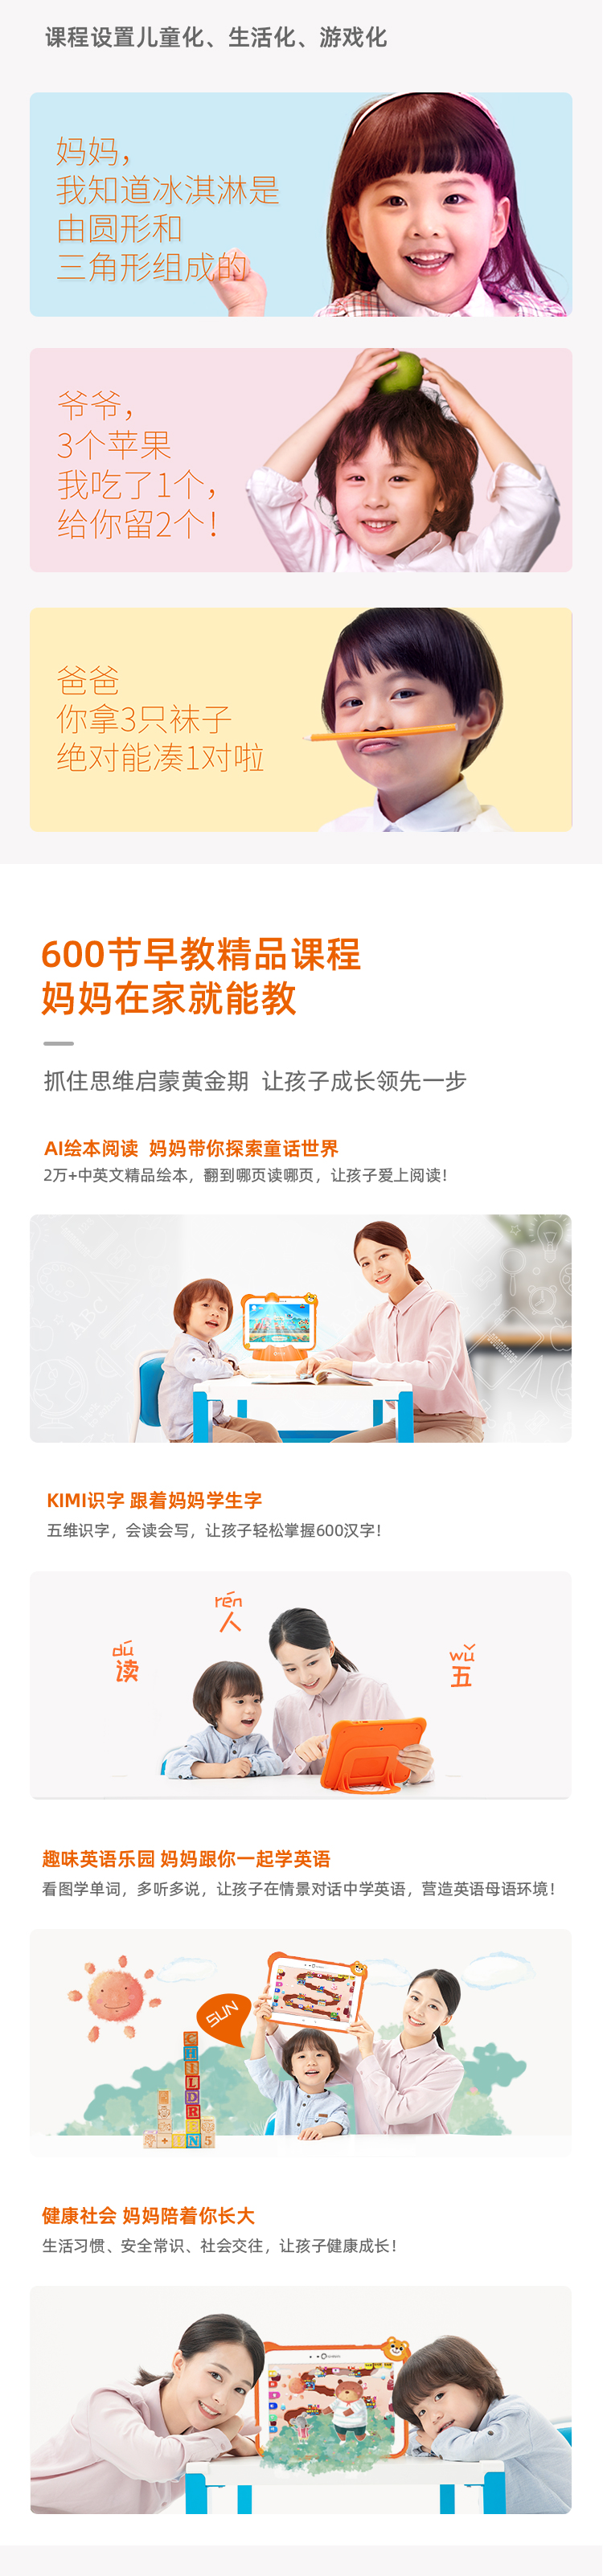 课程设置儿童化、生活化、游戏化
妈妈，
我知道冰淇淋是
由圆形和
三角形组成的
爷爷，
3个苹果
我吃了1个，
给你留2个！
爸爸
你拿3只袜子
绝对能凑1对啦
600节早教精品课程
妈妈在家就能教
抓住思维启蒙黄金期 让孩子成长领先一步
AI绘本阅读 妈妈带你探索童话世界
2万+中英文精品绘本，翻到哪页读哪页，让孩子爱上阅读！
ABC
KIMI识字 跟着妈妈学生字
五维识字，会读会写，让孩子轻松掌握600汉字！
rén
人
dú
读
wǔ
五
趣味英语乐园 妈妈跟你一起学英语
看图学单词，多听多说，让孩子在情景对话中学英语，营造英语母语环境！
SUN
C
H
I
L
D
R
E
N
5
健康社会 妈妈陪着你长大
生活习惯、安全常识、社会交往，让孩子健康成长！